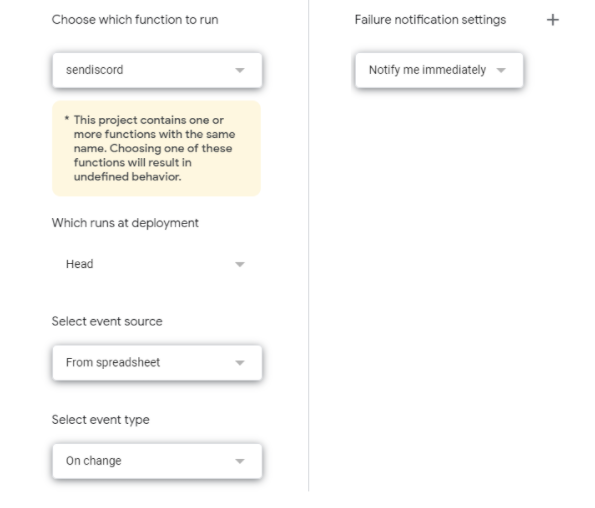 Choose which function to run
sendiscord
* This project contains one or
more functions with the same
name. Choosing one of these
functions will result in
undefined behavior.
Which runs at deployment
Head
Select event source
From spreadsheet
Select event type
On change
Failure notification settings +
Notify me immediately